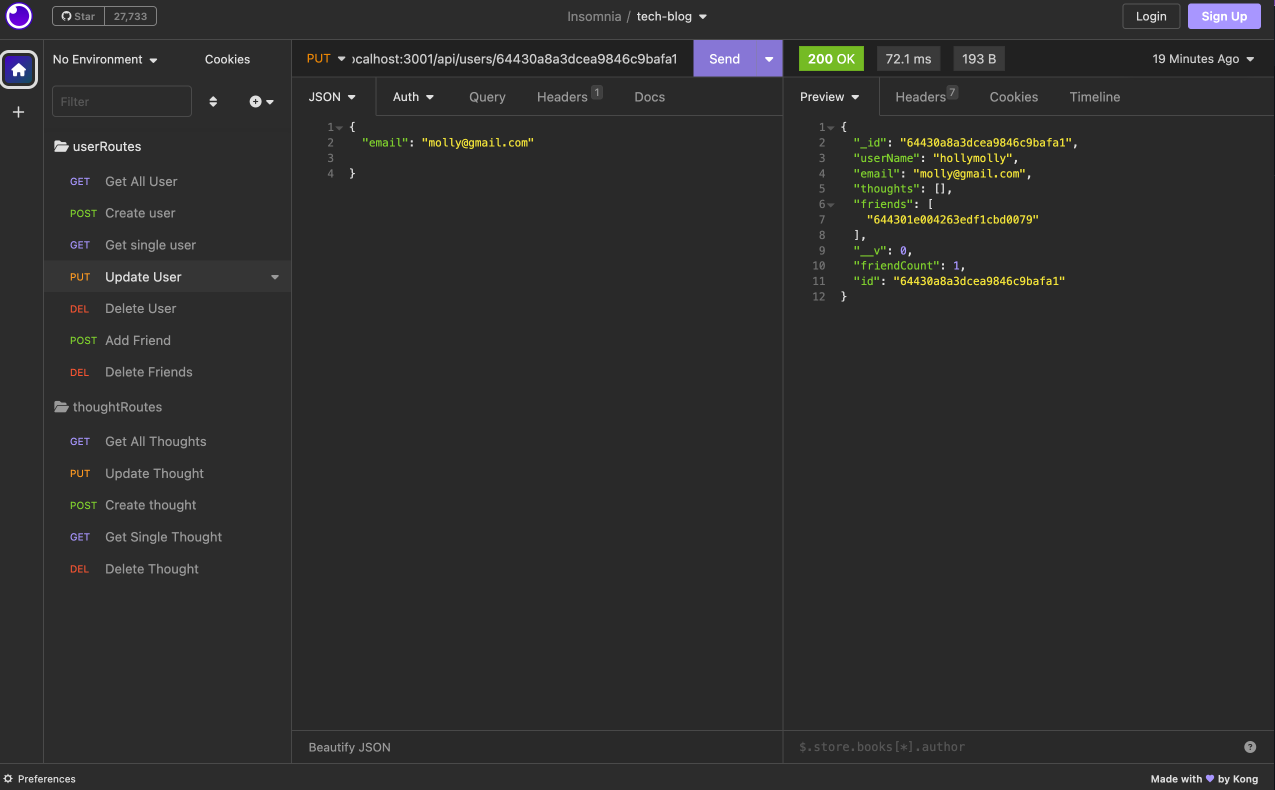 Star 27,733
Insomnia / tech-blog
Login
Sign Up
No Environment
Cookies
Filter
userRoutes
GET Get All User
POST Create user
GET Get single user
PUT Update User
DEL Delete User
POST Add Friend
DEL Delete Friends
thoughtRoutes
GET Get All Thoughts
PUT Update Thought
POST Create thought
GET Get Single Thought
DEL Delete Thought
PUT ocalhost:3001/api/users/64430a8a3dcea9846c9bafa1 Send
JSON Auth Query Headers 1 Docs
1 {
2 "email": "molly@gmail.com"
3
4 }
Beautify JSON
200 OK 72.1 ms 193 B 19 Minutes Ago
Preview Headers 7 Cookies Timeline
1 {
2 "_id": "64430a8a3dcea9846c9bafa1",
3 "userName": "hollymolly",
4 "email": "molly@gmail.com",
5 "thoughts": [],
6 "friends": [
7 "644301e004263edf1cbd0079"
8 ],
9 "__v": 0,
10 "friendCount": 1,
11 "id": "64430a8a3dcea9846c9bafa1"
12 }
$.store.books[*].author
?
Preferences
Made with 💜 by Kong